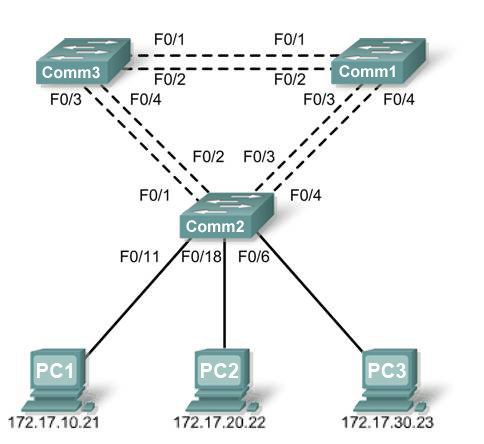 F0/1 F0/1
Comm3 Comm1
F0/2 F0/2
F0/3 F0/4 F0/3 F0/4
F0/2 F0/3
F0/1 F0/4
Comm2
F0/11 F0/18 F0/6
PC1 PC2 PC3
172.17.10.21 172.17.20.22 172.17.30.23